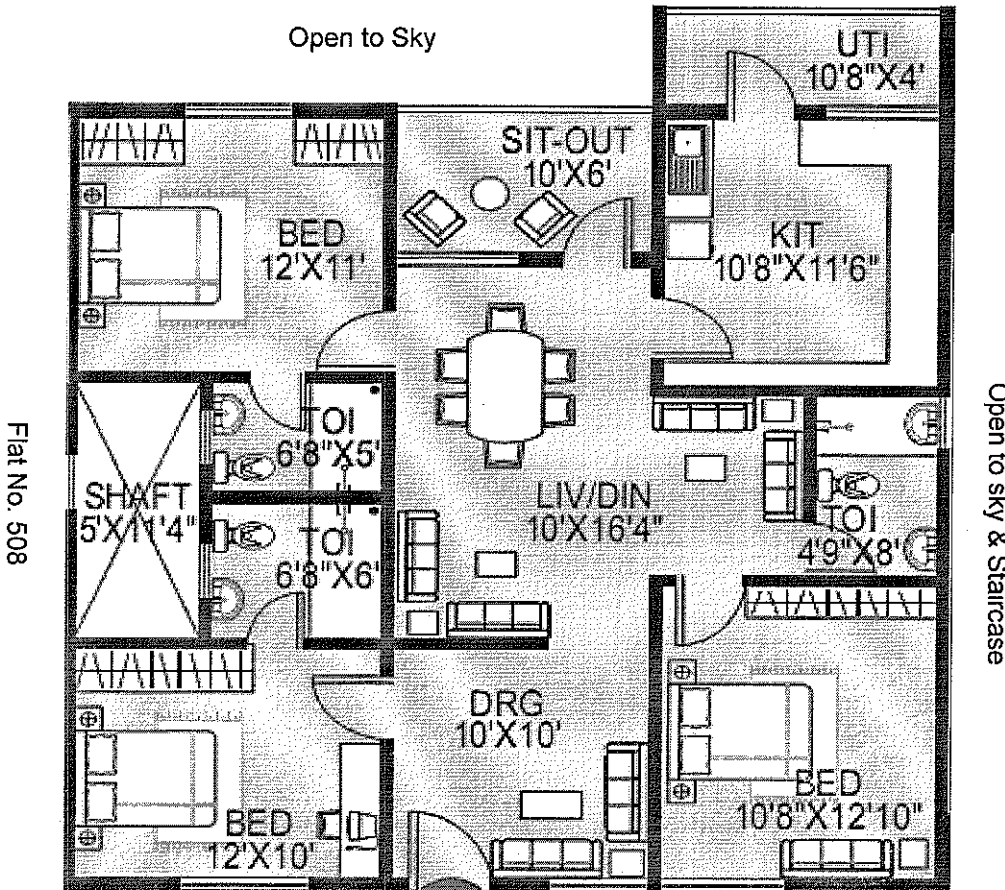 Open to Sky
UTI
10'8"X4'
SIT-OUT
10'X6'
BED
12'X11'
KIT
10'8"X11'6"
TOI
6'8"X5'
SHAFT
5'X11'4"
LIV/DIN
10'X16'4"
TOI
4'9"X8'
TOI
6'8"X6'
Flat No. 508
Open to sky & Staircase
DRG
10'X10'
BED
10'8"X12'10"
BED
12'X10'